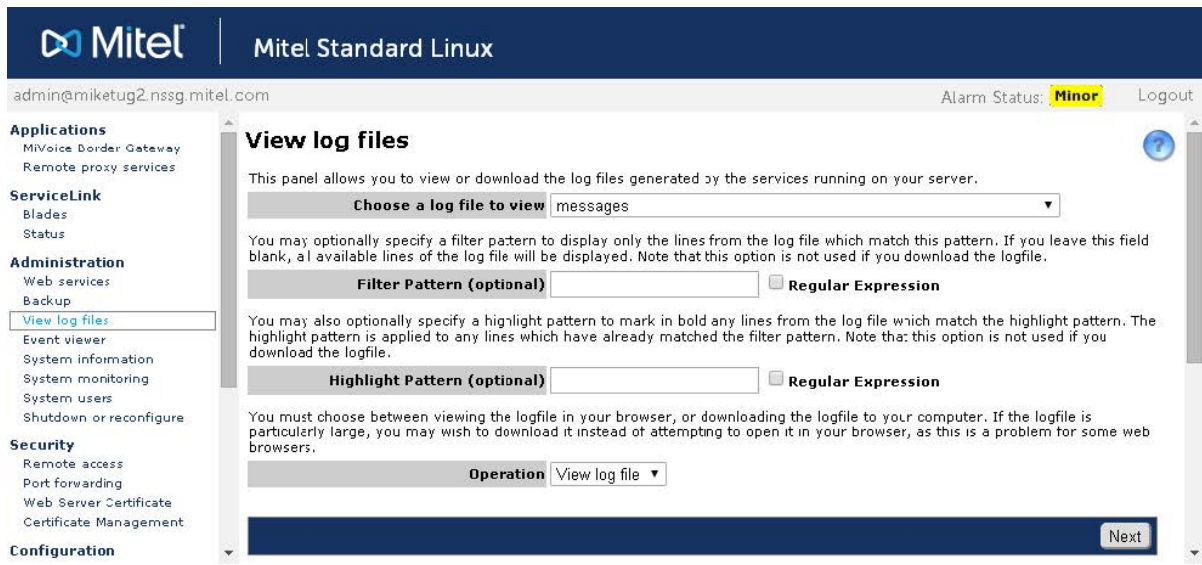 Mitel
Mitel Standard Linux
admin@miketug2.nssg.mitel.com
Alarm Status: Minor
Logout
Applications
MiVoice Border Gateway
Remote proxy services
ServiceLink
Blades
Status
Administration
Web services
Backup
View log files
Event viewer
System information
System monitoring
System users
Shutdown or reconfigure
Security
Remote access
Port forwarding
Web Server Certificate
Certificate Management
Configuration
View log files
?
This panel allows you to view or download the log files generated by the services running on your server.
Choose a log file to view messages
You may optionally specify a filter pattern to display only the lines from the log file which match this pattern. If you leave this field
blank, all available lines of the log file will be displayed. Note that this option is not used if you download the logfile.
Filter Pattern (optional) Regular Expression
You may also optionally specify a highlight pattern to mark in bold any lines from the log file which match the highlight pattern. The
highlight pattern is applied to any lines which have already matched the filter pattern. Note that this option is not used if you
download the logfile.
Highlight Pattern (optional) Regular Expression
You must choose between viewing the logfile in your browser, or downloading the logfile to your computer. If the logfile is
particularly large, you may wish to download it instead of attempting to open it in your browser, as this is a problem for some web
browsers.
Operation View log file
Next